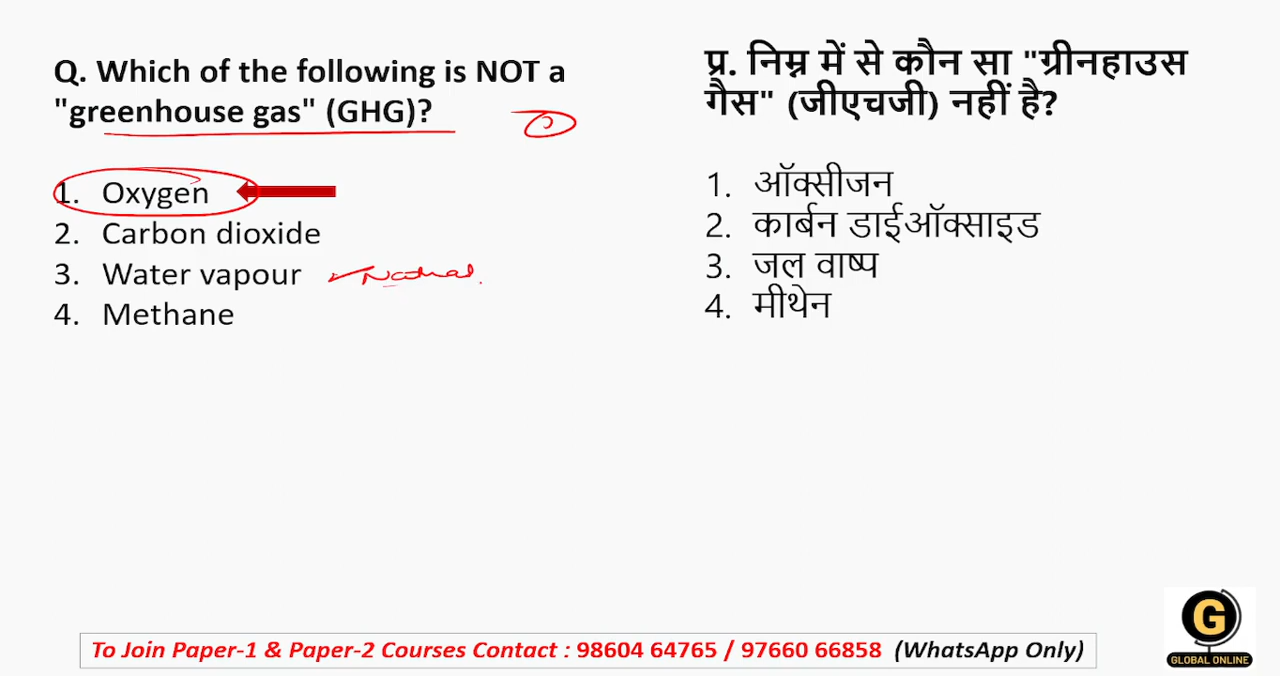 Q. Which of the following is NOT a
"greenhouse gas" (GHG)?
1. Oxygen
2. Carbon dioxide
3. Water vapour Natural.
4. Methane
प्र. निम्न में से कौन सा "ग्रीनहाउस
गैस" (जीएचजी) नहीं है?
1. ऑक्सीजन
2. कार्बन डाईऑक्साइड
3. जल वाष्प
4. मीथेन
To Join Paper-1 & Paper-2 Courses Contact : 98604 64765 / 97660 66858 (WhatsApp Only)
G
GLOBAL ONLINE